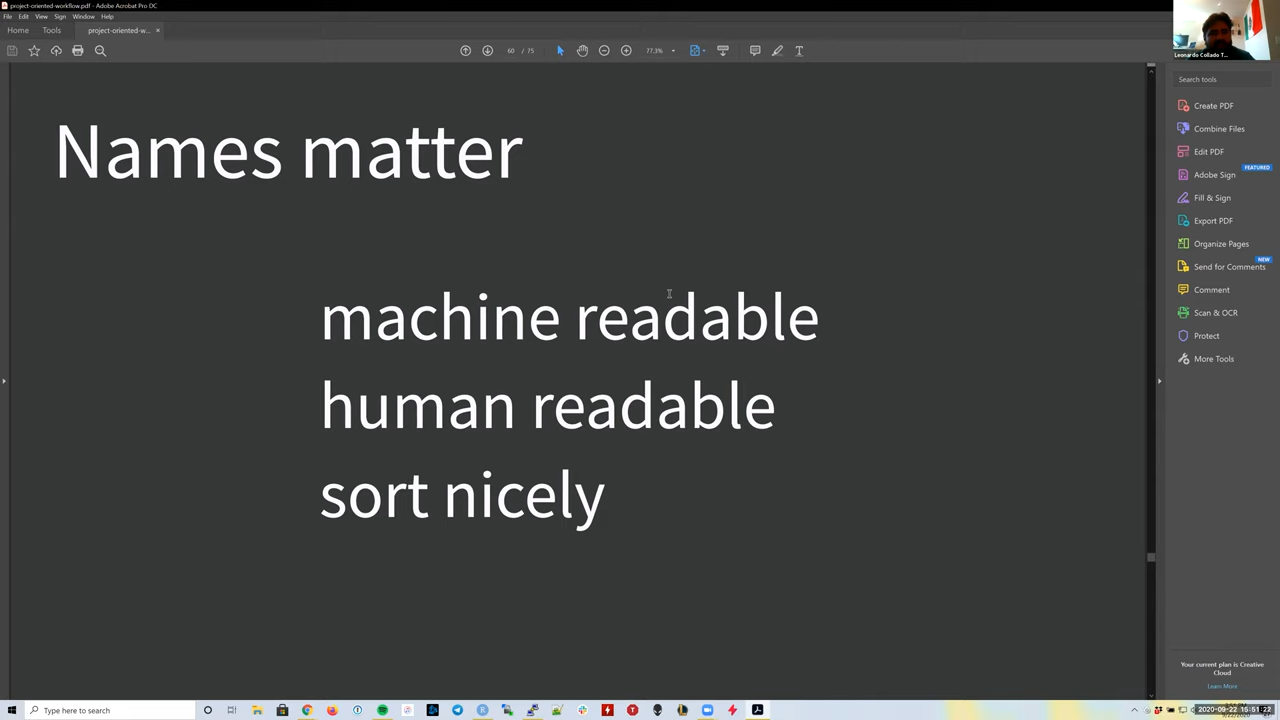 project-oriented-workflow.pdf - Adobe Acrobat Pro DC
File Edit View Sign Window Help
Home Tools project-oriented-w... ×
60 / 75 77.3%
Leonardo Collado T...
Names matter
machine readable
human readable
sort nicely
Search tools
Create PDF
Combine Files
Edit PDF
Adobe Sign
FEATURED
Fill & Sign
Export PDF
Organize Pages
Send for Comments
NEW
Comment
Scan & OCR
Protect
More Tools
Your current plan is Creative
Cloud
Learn More
Type here to search
2020-09-22 15:51:22